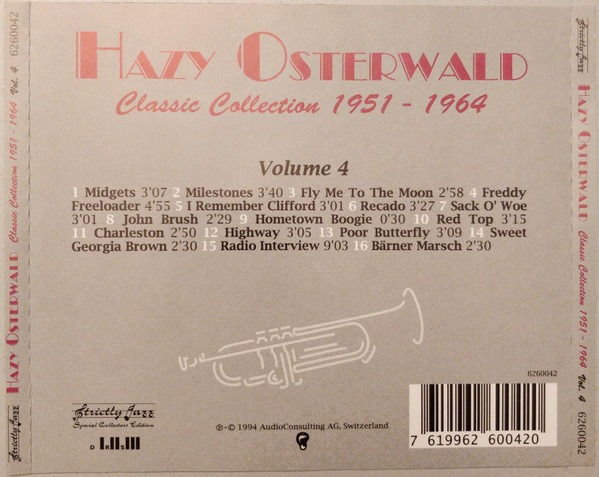 HAZY OSTERWALD
Classic Collection 1951 - 1964
Volume 4
1 Midgets 3'07 2 Milestones 3'40 3 Fly Me To The Moon 2'58 4 Freddy
Freeloader 4'55 5 I Remember Clifford 3'01 6 Recado 3'27 7 Sack O' Woe
3'01 8 John Brush 2'29 9 Hometown Boogie 0'30 10 Red Top 3'15
11 Charleston 2'50 12 Highway 3'05 13 Poor Butterfly 3'09 14 Sweet
Georgia Brown 2'30 15 Radio Interview 9'03 16 Bärner Marsch 2'30
6260042
Strictly Jazz
Special Collectors Edition
℗+© 1994 AudioConsulting AG, Switzerland
7 619962 600420
HAZY OSTERWALD Classic Collection 1951 - 1964 Vol. 4 6260042
Strictly Jazz
HAZY OSTERWALD Classic Collection 1951 - 1964 Vol. 4 6260042
Strictly Jazz